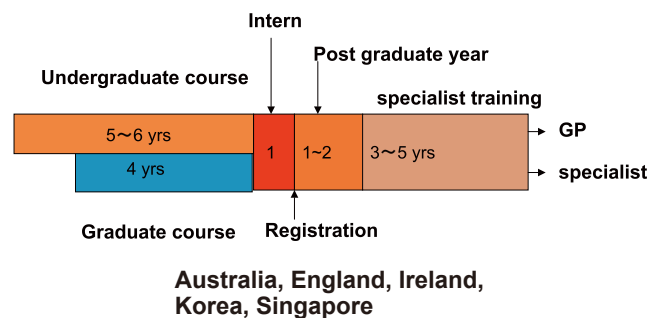 Intern
Post graduate year
Undergraduate course
specialist training
5～6 yrs
1
1~2
3～5 yrs
GP
4 yrs
specialist
Graduate course
Registration
Australia, England, Ireland,
Korea, Singapore